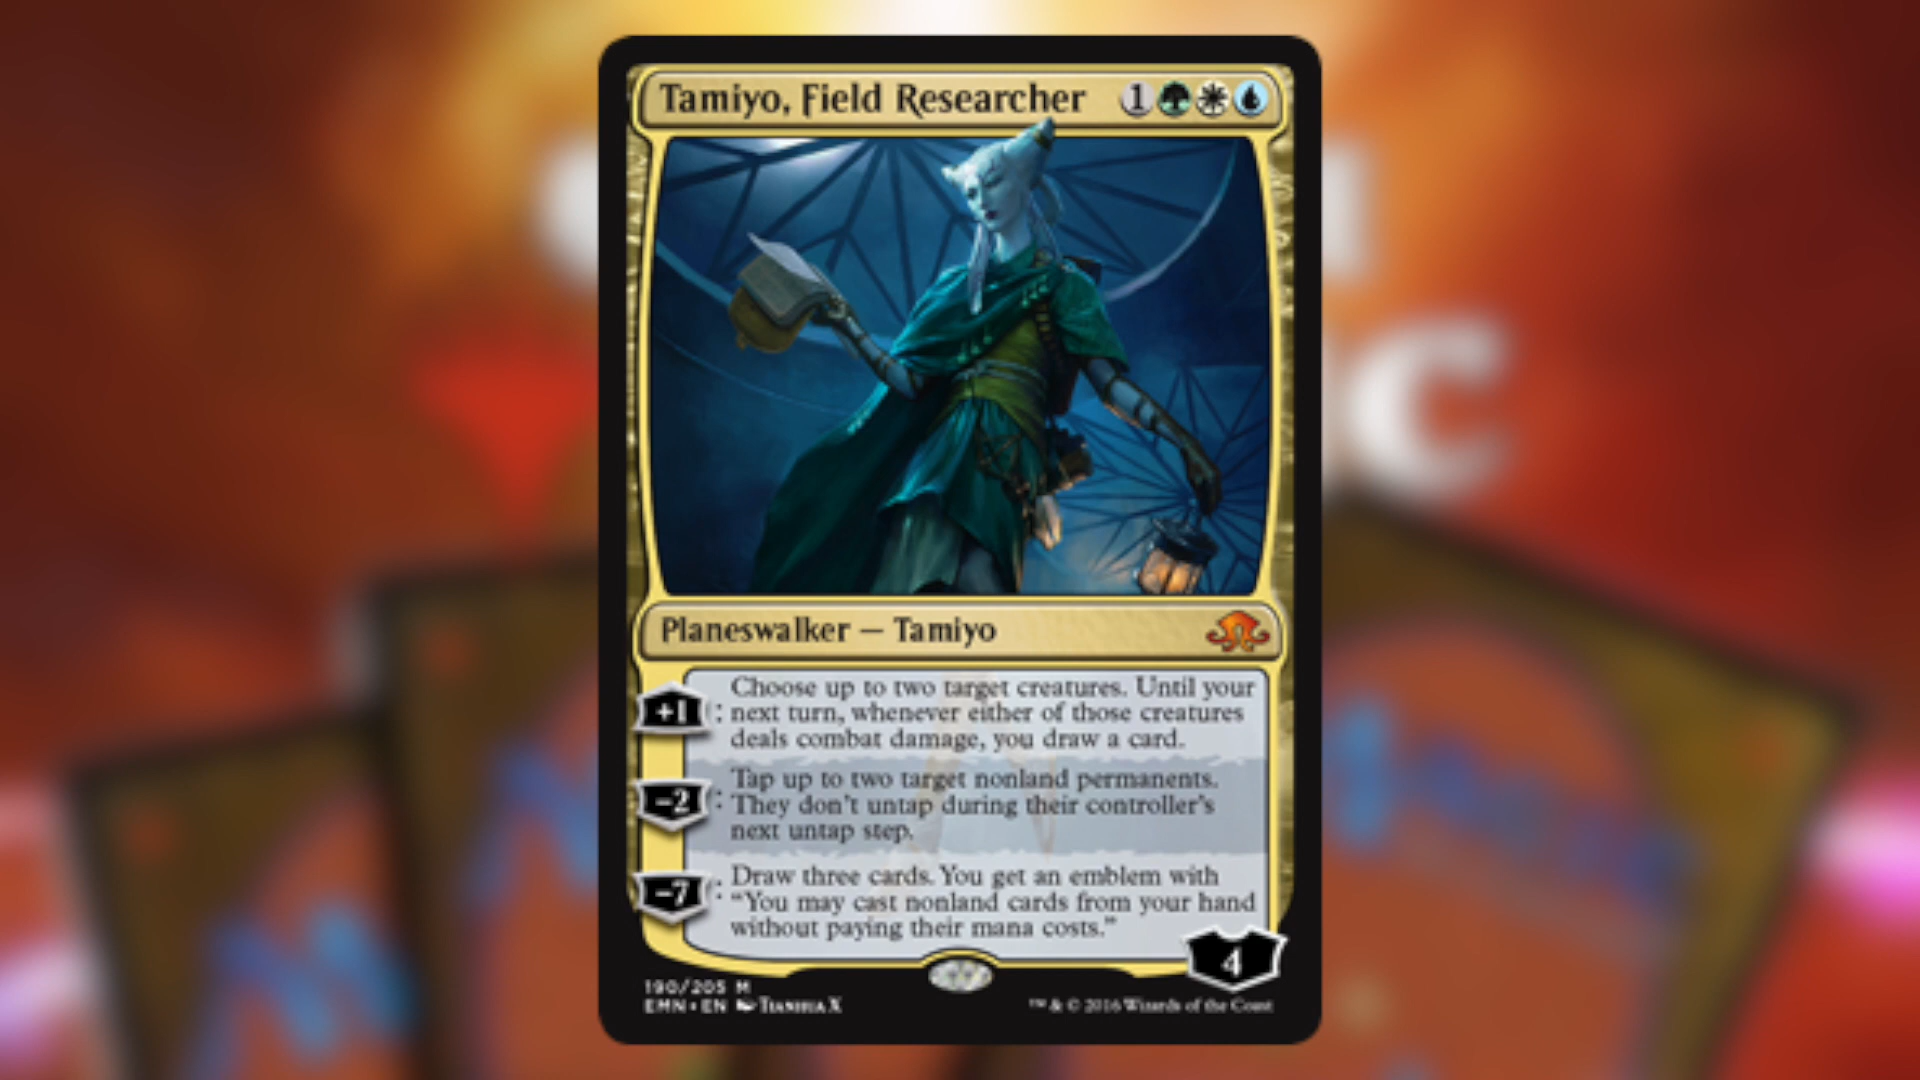 Tamiyo, Field Researcher 1
Planeswalker — Tamiyo
+1: Choose up to two target creatures. Until your
next turn, whenever either of those creatures
deals combat damage, you draw a card.
−2: Tap up to two target nonland permanents.
They don't untap during their controller's
next untap step.
−7: Draw three cards. You get an emblem with
"You may cast nonland cards from your hand
without paying their mana costs."
4
190/205 M
EMN • EN Tianhua X
™ & © 2016 Wizards of the Coast